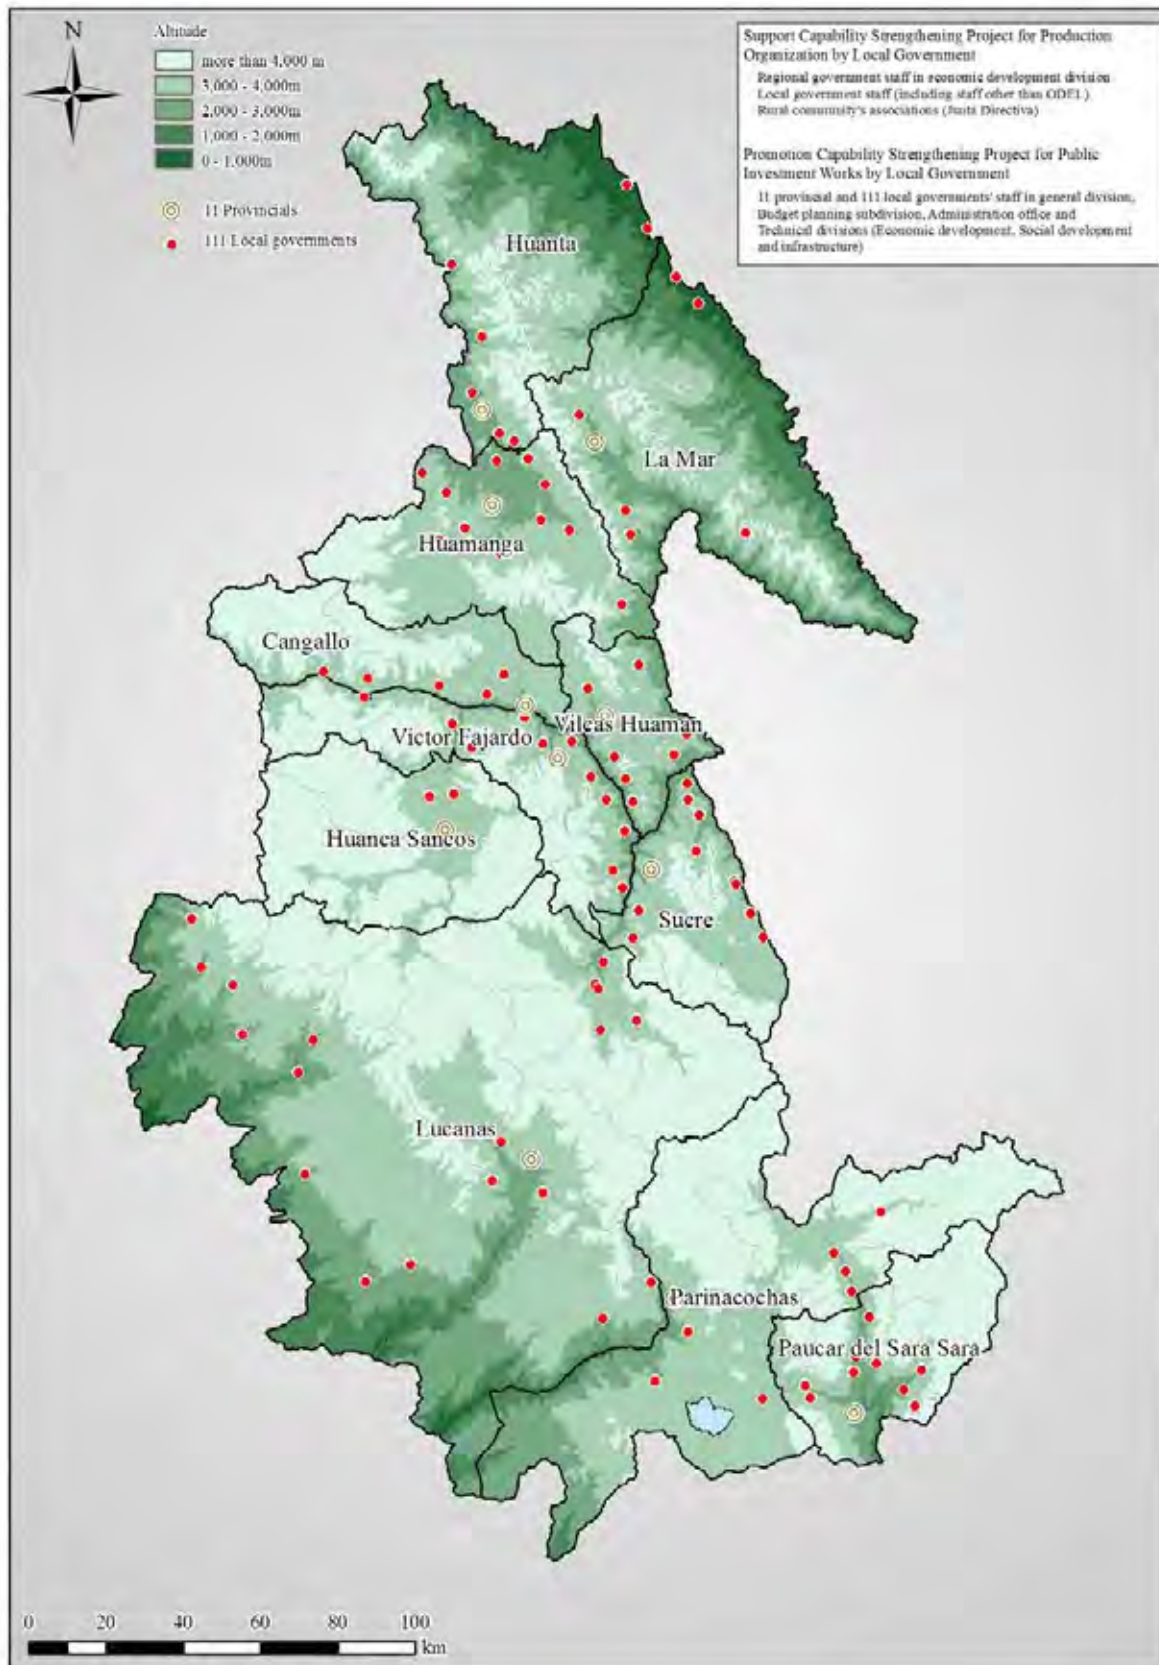 N
Altitude
more than 4,000 m
3,000 - 4,000m
2,000 - 3,000m
1,000 - 2,000m
0 - 1,000m
11 Provincials
111 Local governments
Support Capability Strengthening Project for Production
Organization by Local Government
Regional government staff in economic development division
Local government staff (including staff other than ODEL)
Rural community's associations (Junta Directiva)
Promotion Capability Strengthening Project for Public
Investment Works by Local Government
11 provincial and 111 local governments' staff in general division,
Budget planning subdivision, Administration office and
Technical divisions (Economic development, Social development
and infrastructure)
Huanta
La Mar
Huamanga
Cangallo
Victor Fajardo
Vilcas Huaman
Huanca Sancos
Sucre
Lucanas
Parinacochas
Paucar del Sara Sara
0 20 40 60 80 100
km